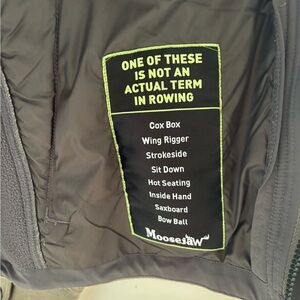 ONE OF THESE
IS NOT AN
ACTUAL TERM
IN ROWING
Cox Box
Wing Rigger
Strokeside
Sit Down
Hot Seating
Inside Hand
Saxboard
Bow Ball
MooseJaw